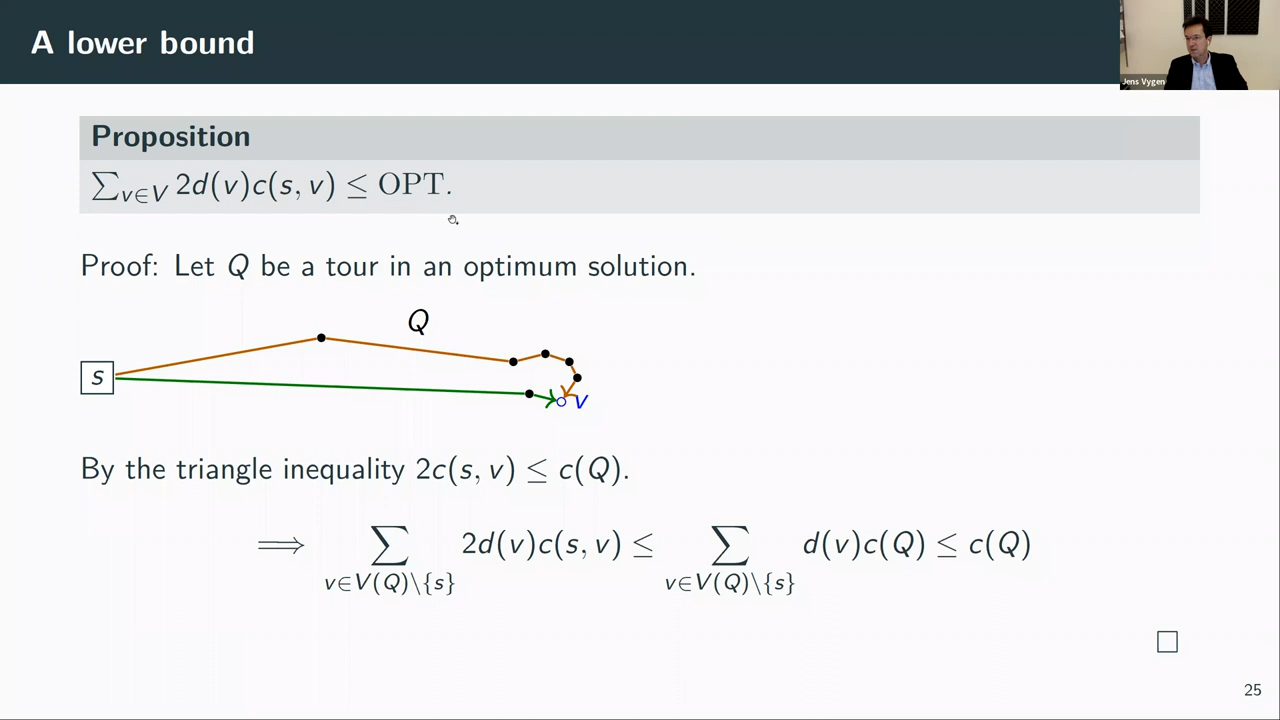 A lower bound
Jens Vygen
Proposition
∑_{v∈V} 2d(v)c(s, v) ≤ OPT.
Proof: Let Q be a tour in an optimum solution.
Q
s
v
By the triangle inequality 2c(s, v) ≤ c(Q).
⟹ ∑_{v∈V(Q)\{s}} 2d(v)c(s, v) ≤ ∑_{v∈V(Q)\{s}} d(v)c(Q) ≤ c(Q)
25